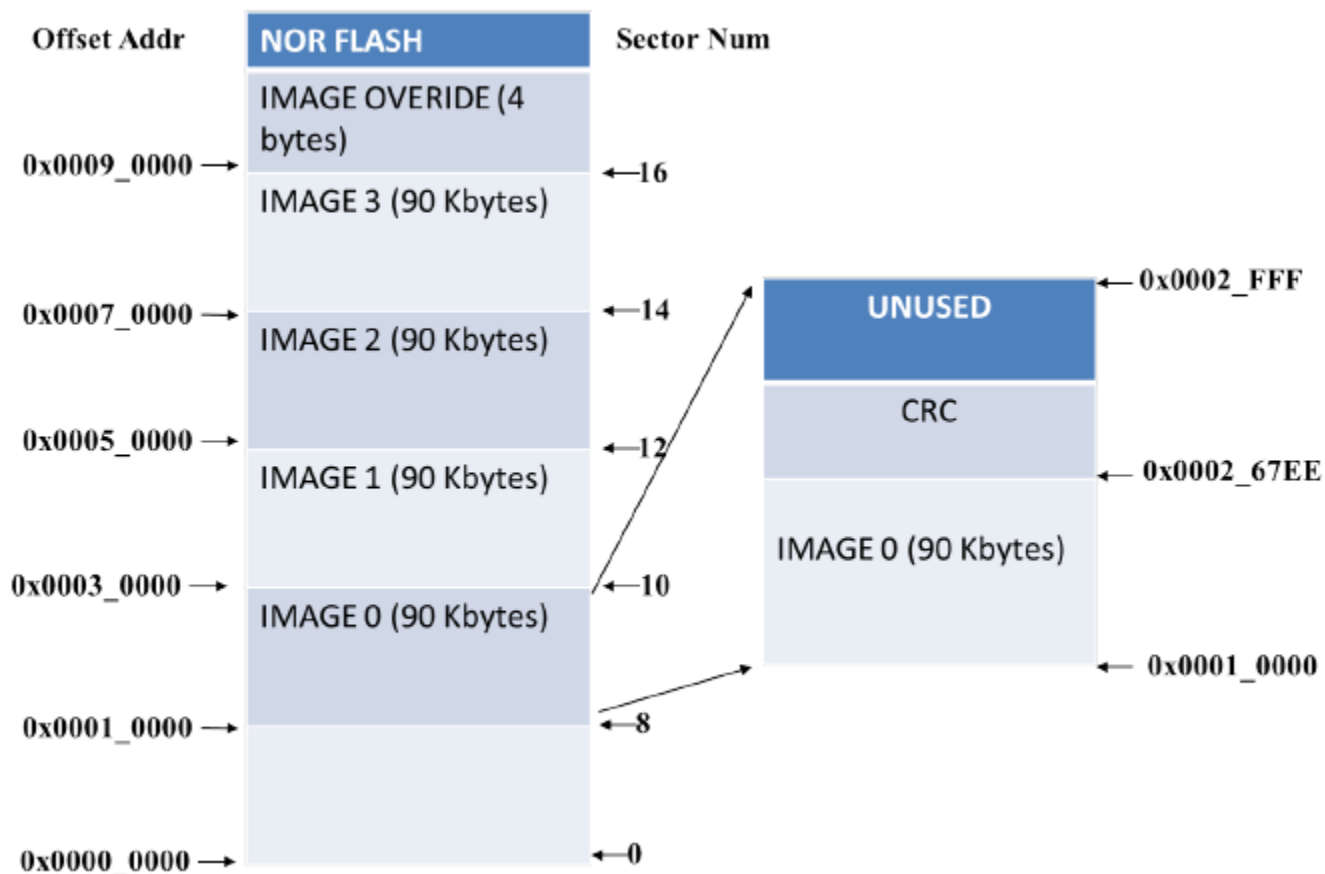 Offset Addr
NOR FLASH
Sector Num
IMAGE OVERIDE (4
bytes)
0x0009_0000
16
IMAGE 3 (90 Kbytes)
0x0002_FFF
UNUSED
0x0007_0000
14
IMAGE 2 (90 Kbytes)
CRC
0x0005_0000
12
0x0002_67EE
IMAGE 1 (90 Kbytes)
IMAGE 0 (90 Kbytes)
0x0003_0000
10
IMAGE 0 (90 Kbytes)
0x0001_0000
0x0001_0000
8
0x0000_0000
0